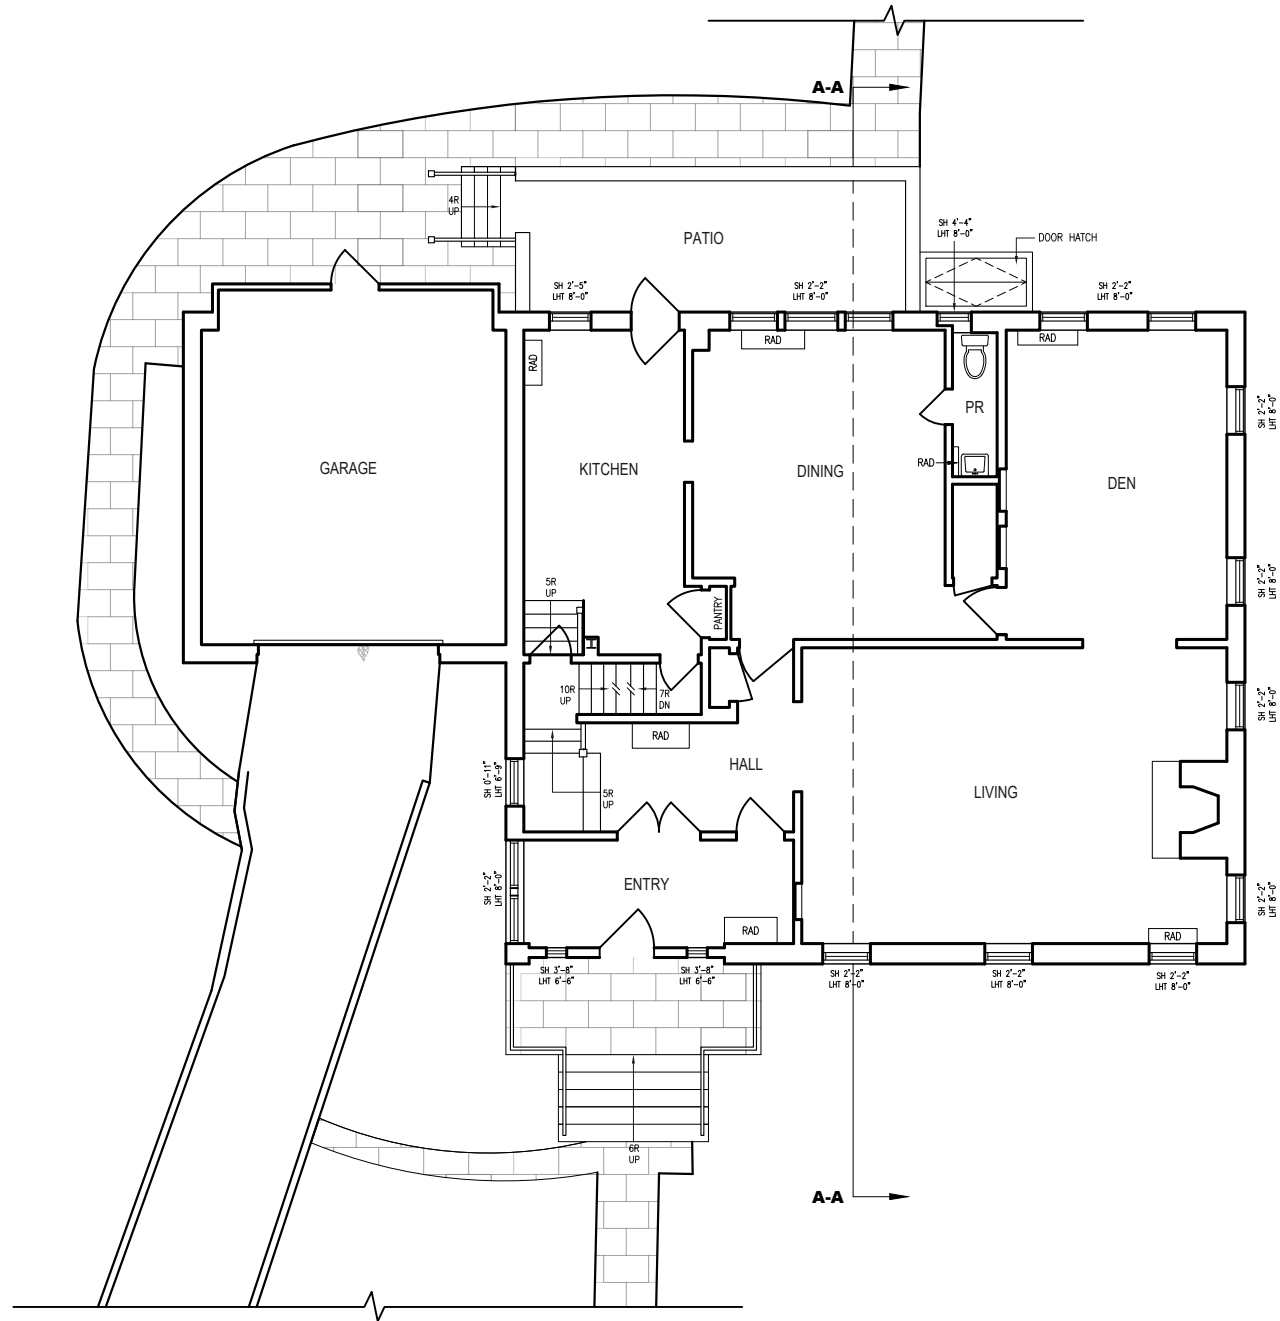 A-A
4R
UP
PATIO
SH 4'-4"
LHT 8'-0"
DOOR HATCH
SH 2'-5"
LHT 8'-0"
SH 2'-2"
LHT 8'-0"
SH 2'-2"
LHT 8'-0"
RAD
RAD
RAD
SH 2'-2"
LHT 8'-0"
PR
GARAGE
KITCHEN
DINING
RAD
DEN
5R
UP
PANTRY
SH 2'-2"
LHT 8'-0"
10R
UP
7R
DN
SH 2'-2"
LHT 8'-0"
RAD
HALL
SH 0'-11"
LHT 6'-9"
5R
UP
LIVING
SH 2'-2"
LHT 8'-0"
ENTRY
RAD
RAD
SH 2'-2"
LHT 8'-0"
SH 3'-8"
LHT 6'-6"
SH 3'-8"
LHT 6'-6"
SH 2'-2"
LHT 8'-0"
SH 2'-2"
LHT 8'-0"
SH 2'-2"
LHT 8'-0"
6R
UP
A-A